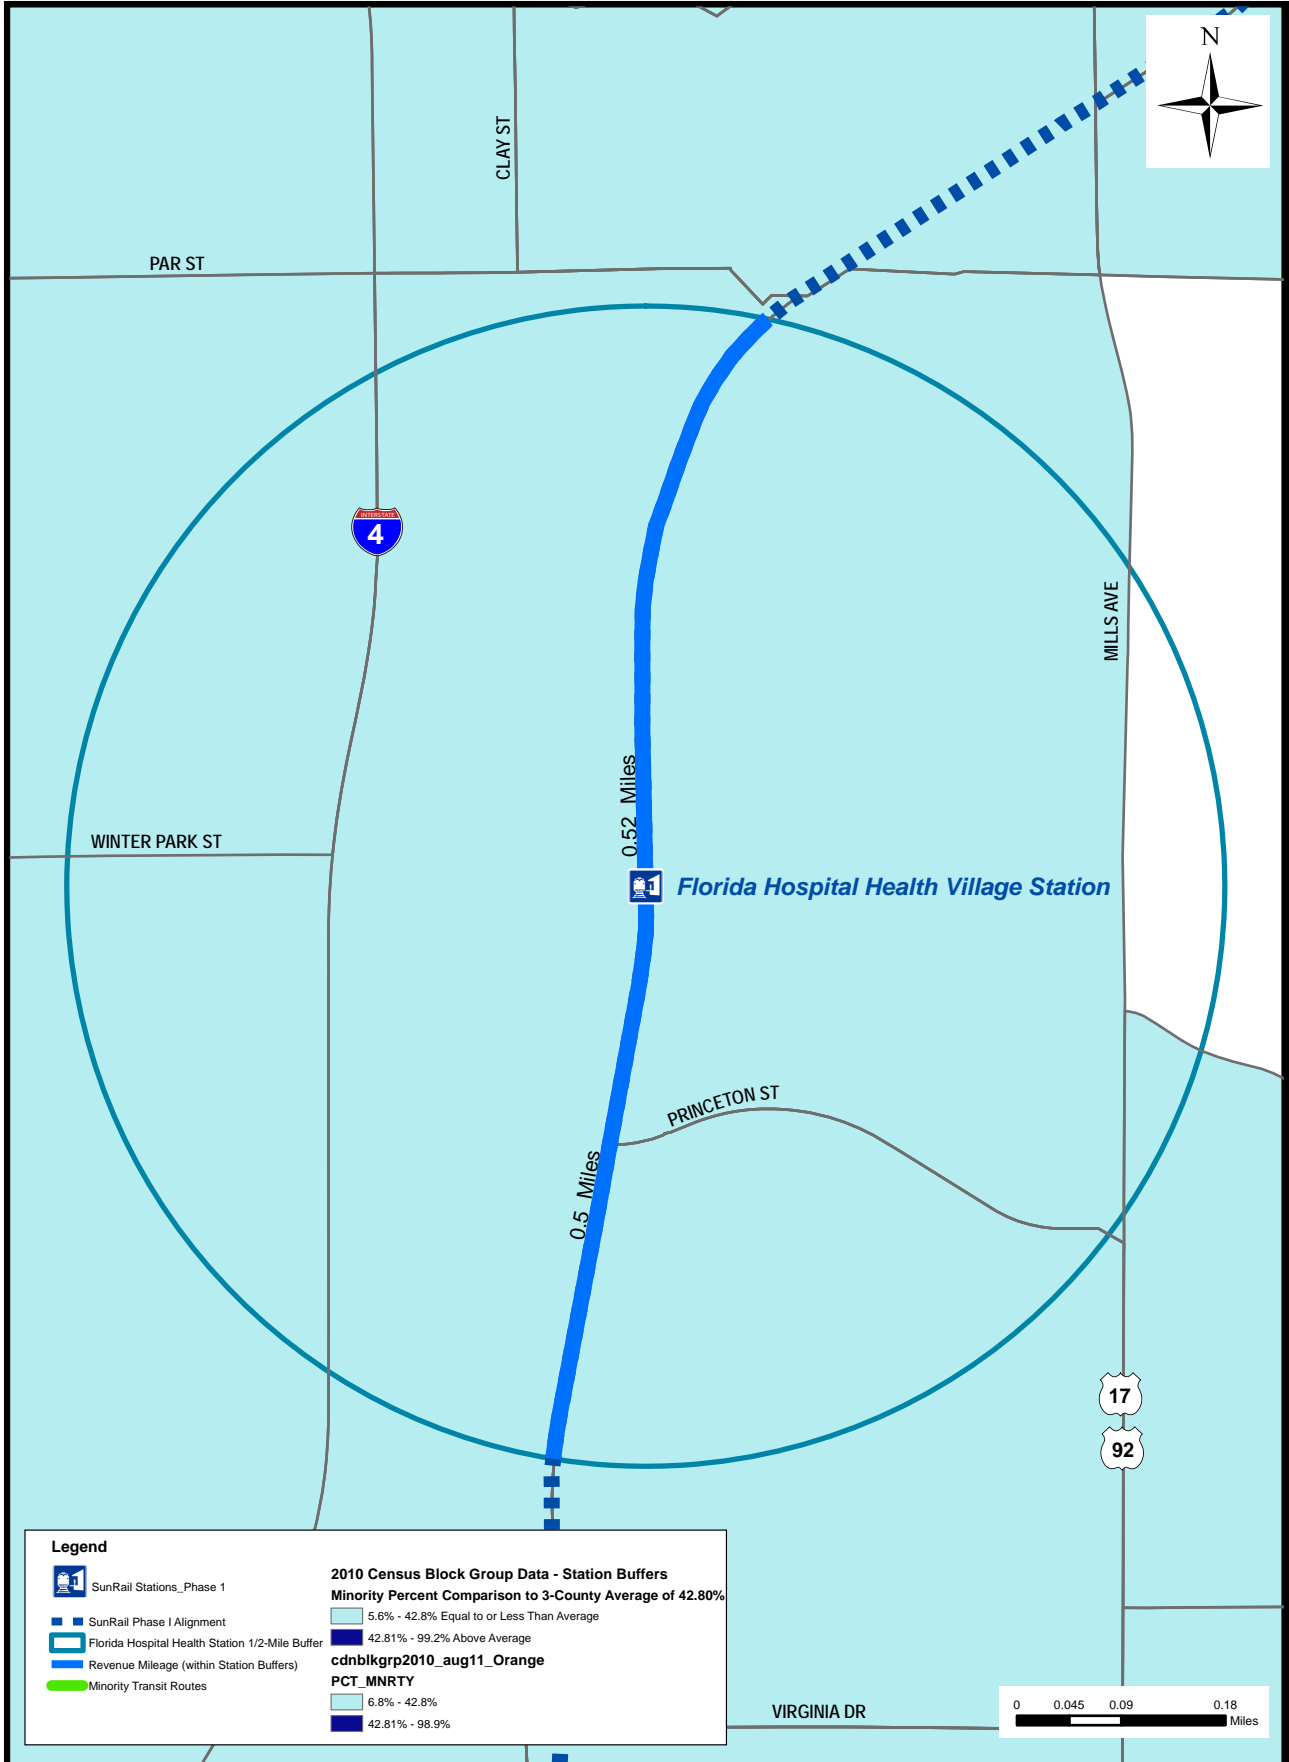 N
CLAY ST
PAR ST
INTERSTATE
4
MILLS AVE
0.52 Miles
WINTER PARK ST
Florida Hospital Health Village Station
PRINCETON ST
0.5 Miles
17
92
Legend
SunRail Stations_Phase 1
SunRail Phase I Alignment
Florida Hospital Health Station 1/2-Mile Buffer
Revenue Mileage (within Station Buffers)
Minority Transit Routes
2010 Census Block Group Data - Station Buffers
Minority Percent Comparison to 3-County Average of 42.80%
5.6% - 42.8% Equal to or Less Than Average
42.81% - 99.2% Above Average
cdnblkgrp2010_aug11_Orange
PCT_MNRTY
6.8% - 42.8%
42.81% - 98.9%
VIRGINIA DR
0 0.045 0.09 0.18
Miles